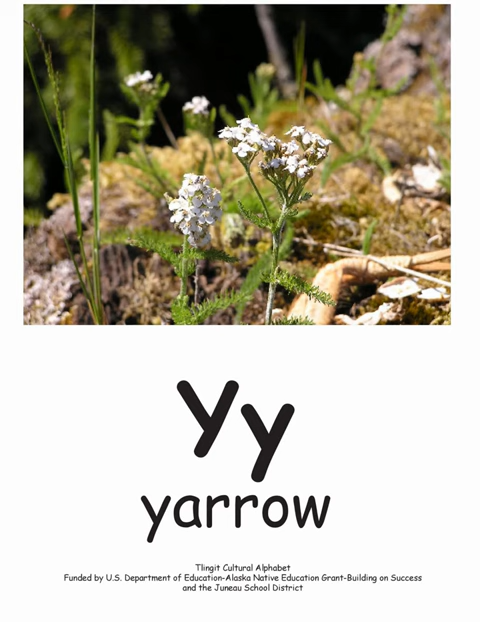 Yy
yarrow
Tlingit Cultural Alphabet
Funded by U.S. Department of Education-Alaska Native Education Grant-Building on Success
and the Juneau School District